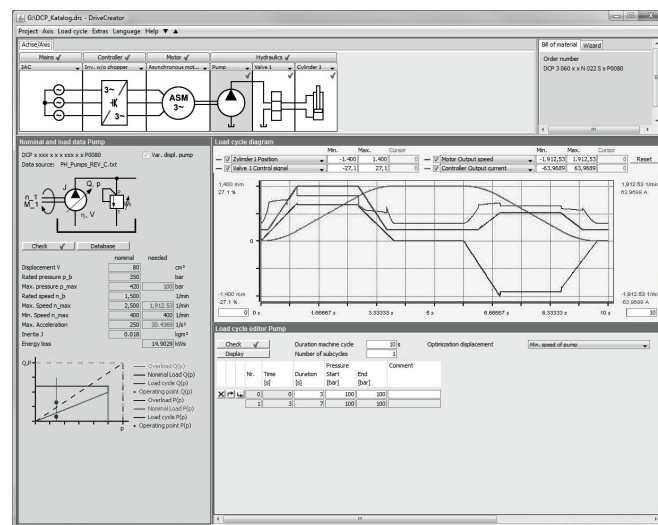 G:\DCP_Katalog.drc - DriveCreator
Project Axis Load cycle Extras Language Help ▼ ▲
Achse/Axis
Mains ✓ Controller ✓ Motor ✓ Hydraulics ✓
3AC Inv. w/o chopper Asynchronous mot... Pump Valve 1 Cylinder 1
3~
ASM
3~
Bill of material Wizard
Order number
DCP 3 060 x x N 022 5 x P0080
Nominal and load data Pump
DCP x xxx x x xxx x x P0080 Var. displ. pump
Data source: PH_Pumps_REV_C.txt
J Q, p
n_1
M_1
η, V
Check ✓ Database
nominal needed
Displacement V 80 cm³
Rated pressure p_b 350 bar
Max. pressure p_max 420 100 bar
Rated speed n_b 1,500 1/min
Max. Speed n_max 2,500 1,912.53 1/min
Min. Speed n_max 400 400 1/min
Max. Acceleration 250 30.4369 1/s²
Inertia J 0.018 kgm²
Energy loss 14.9029 kWs
Q,P
p
Overload Q(p)
Nominal Load Q(p)
Load cycle Q(p)
Operating point Q(p)
Overload P(p)
Nominal Load P(p)
Load cycle P(p)
Operating point P(p)
Load cycle diagram
Min. Max. Cursor Min. Max. Cursor
Zylinder1 Position -1.400 1.400 0 Motor Output speed -1.912,53 1.912,53 0 Reset
Valve 1 Control signal -27,1 27,1 0 Controller Output current -63,9689 63,9689 0
1,400 mm 1,912.53 1/min
27.1 % 63.9689 A
0
-1,400 mm -1,912.53 1/min
-27.1 % -63.9689 A
0 0 s 1.66667 s 3.33333 s 5 s 6.66667 s 8.33333 s 10 s 10
Load cycle editor Pump
Check ✓ Duration machine cycle 10 s Optimization displacement Min. speed of pump
Display Number of subcycles 1
Pressure Comment
Nr. Time Duration Start End
[s] [s] [bar] [bar]
0 0 3 100 100
1 3 7 100 100